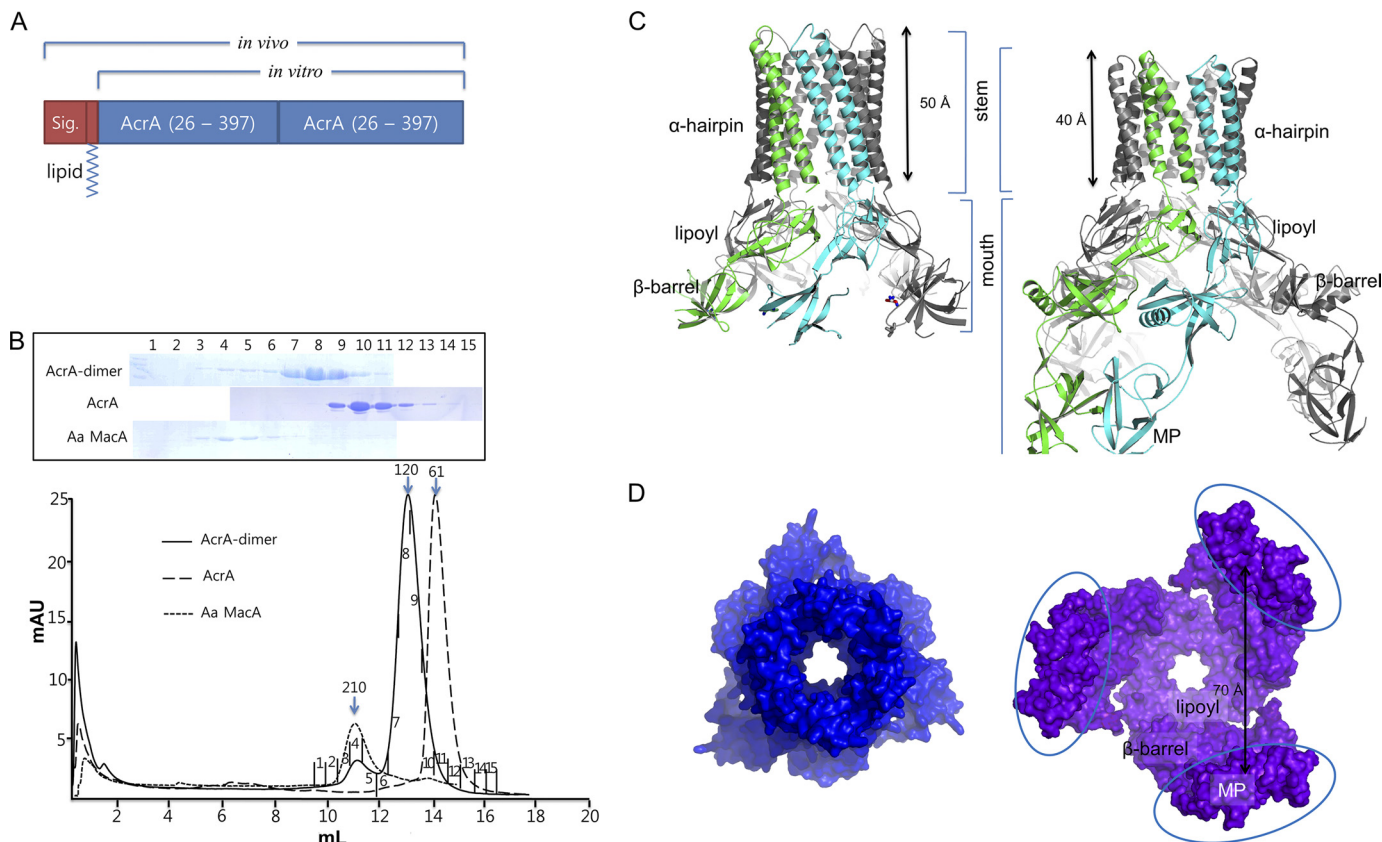 A
in vivo
in vitro
Sig.
AcrA (26 – 397)
AcrA (26 – 397)
lipid
B
1 2 3 4 5 6 7 8 9 10 11 12 13 14 15
AcrA-dimer
AcrA
Aa MacA
120
61
25
20
15
10
5
mAU
AcrA-dimer
AcrA
Aa MacA
210
1 2 3 4 5 6 7 8 9 10 11 12 13 14 15
2 4 6 8 10 12 14 16 18 20
mL
C
α-hairpin
50 Å
stem
lipoyl
β-barrel
mouth
40 Å
α-hairpin
lipoyl
β-barrel
MP
D
70 Å
lipoyl
β-barrel
MP